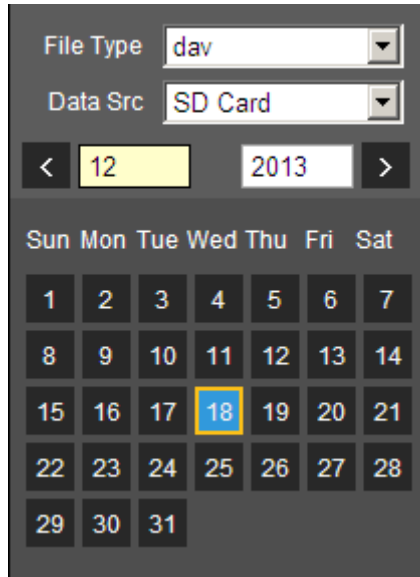 File Type dav
Data Src SD Card
< 12 2013 >
Sun Mon Tue Wed Thu Fri Sat
1 2 3 4 5 6 7
8 9 10 11 12 13 14
15 16 17 18 19 20 21
22 23 24 25 26 27 28
29 30 31